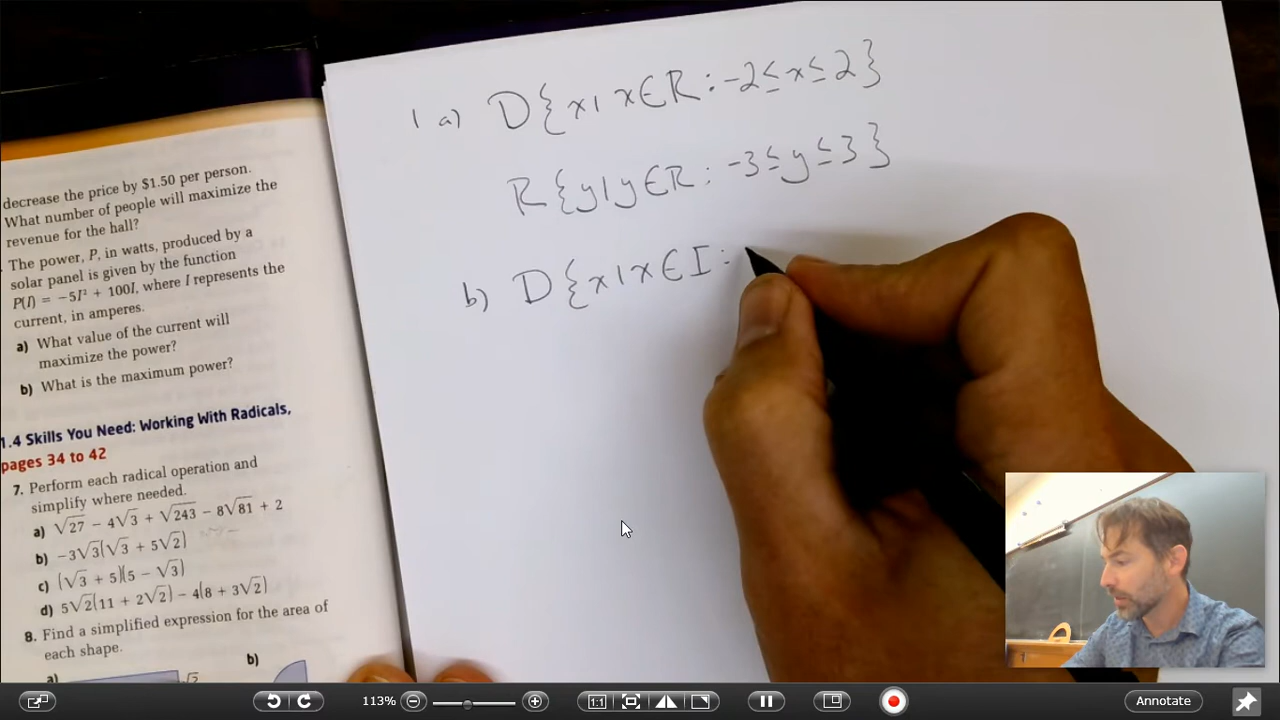 decrease the price by $1.50 per person.
What number of people will maximize the
revenue for the hall?
The power, P, in watts, produced by a
solar panel is given by the function
P(I) = −5I² + 100I, where I represents the
current, in amperes.
a) What value of the current will
maximize the power?
b) What is the maximum power?
1.4 Skills You Need: Working With Radicals,
pages 34 to 42
7. Perform each radical operation and
simplify where needed.
a) √27 − 4√3 + √243 − 8√81 + 2
b) −3√3(√3 + 5√2)
c) (√3 + 5)(5 − √3)
d) 5√2(11 + 2√2) − 4(8 + 3√2)
8. Find a simplified expression for the area of
each shape.
a)
b)
1 a) D{x|x∈R: -2≤x≤2}
R{y|y∈R: -3≤y≤3}
b) D{x|x∈I:
113%
1:1
Annotate